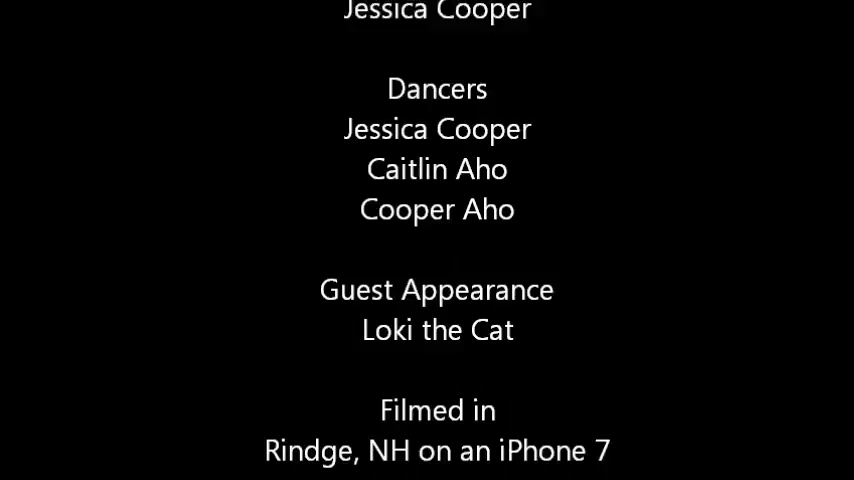 Jessica Cooper
Dancers
Jessica Cooper
Caitlin Aho
Cooper Aho
Guest Appearance
Loki the Cat
Filmed in
Rindge, NH on an iPhone 7